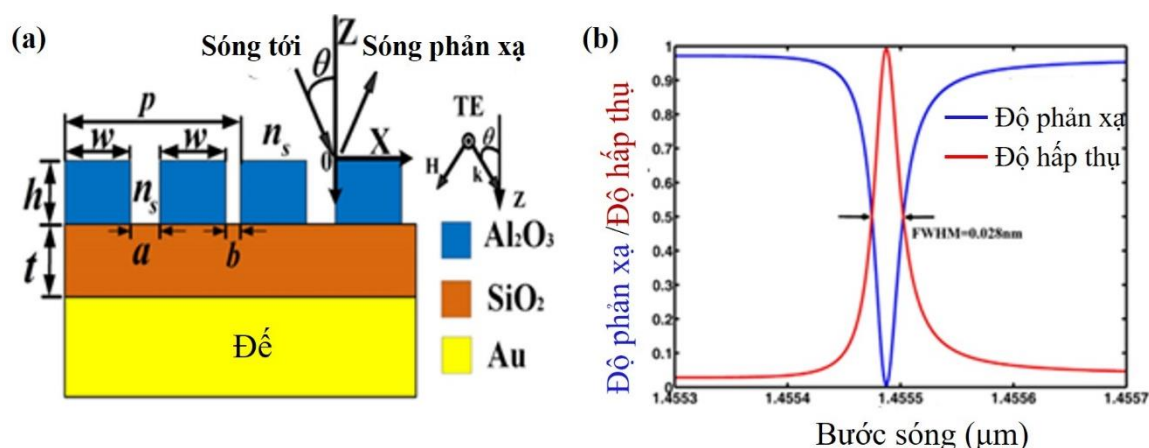 (a)
Sóng tới
Z
Sóng phản xạ
θ
p
w
w
n_s
0
X
TE
θ
H
k
Z
h
n_s
a
b
t
Al₂O₃
SiO₂
Au
Đế
(b)
Độ phản xạ /Độ hấp thụ
1
0.9
0.8
0.7
0.6
0.5
0.4
0.3
0.2
0.1
0
Độ phản xạ
Độ hấp thụ
FWHM=0.028nm
1.4553
1.4554
1.4555
1.4556
1.4557
Bước sóng (μm)